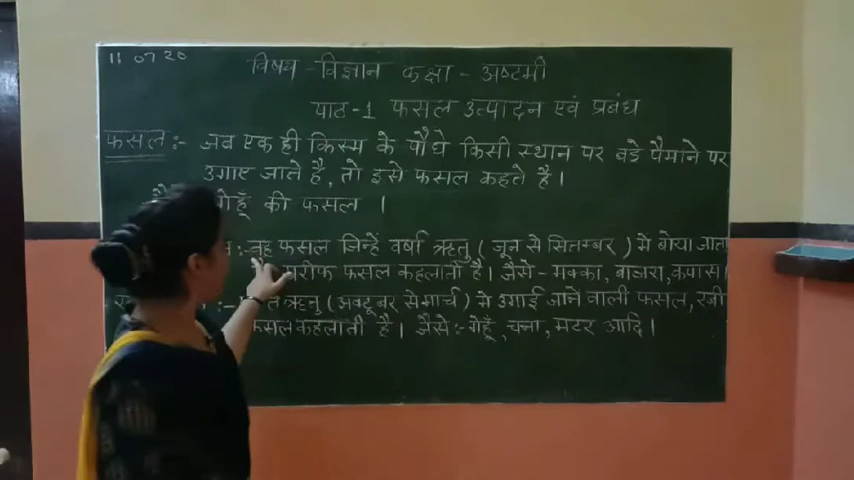 11 07 20
विषय - विज्ञान कक्षा - अष्टमी
पाठ-1 फसल उत्पादन एवं प्रबंध
फसल :- जब एक ही किस्म के पौधे किसी स्थान पर बडे पैमाने पर
उगाए जाते है, तो इसे फसल कहते है।
गेहूँ की फसल ।
:- वह फसल जिन्हें वर्षा ऋतु ( जून से सितम्बर ) में बोया जाता
खरीफ फसल कहलाती है। जैसे - मक्का, बाजरा, कपास।
:- ऋतु (अक्टूबर से मार्च ) में उगाई जाने वाली फसल, रबी
फसल कहलाती है। जैसे :- गेहूँ, चना, मटर आदि।